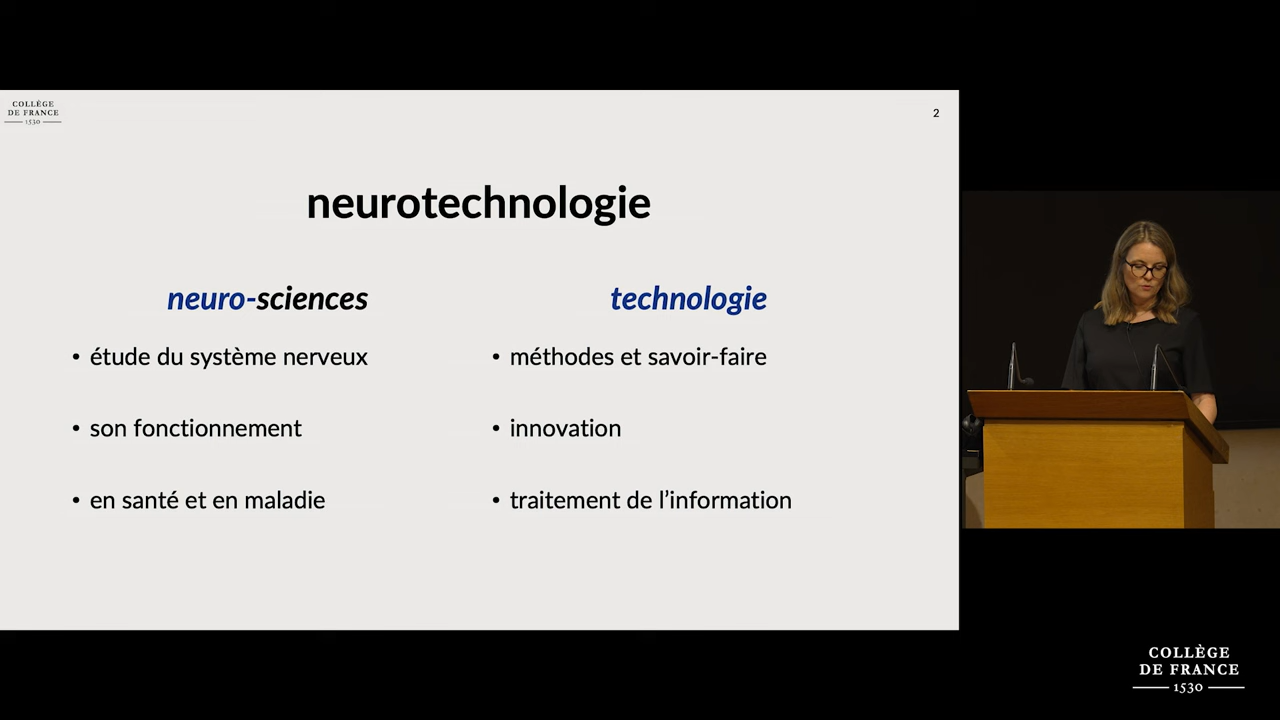 COLLÈGE
DE FRANCE
1530
2
neurotechnologie
neuro-sciences
• étude du système nerveux
• son fonctionnement
• en santé et en maladie
technologie
• méthodes et savoir-faire
• innovation
• traitement de l’information
COLLÈGE
DE FRANCE
1530